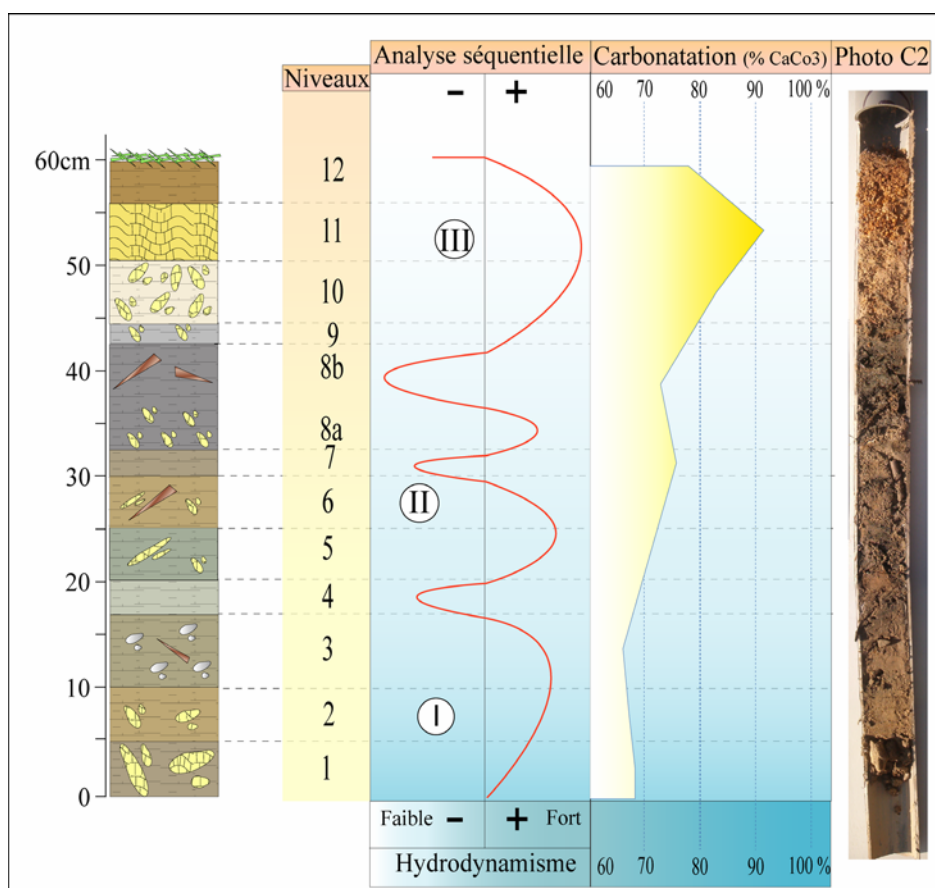 Niveaux
Analyse séquentielle
Carbonatation (% CaCo3)
Photo C2
- +
60 70 80 90 100 %
60cm
50
40
30
20
10
0
12
11
10
9
8b
8a
7
6
5
4
3
2
1
III
II
I
Faible - + Fort
Hydrodynamisme
60 70 80 90 100 %